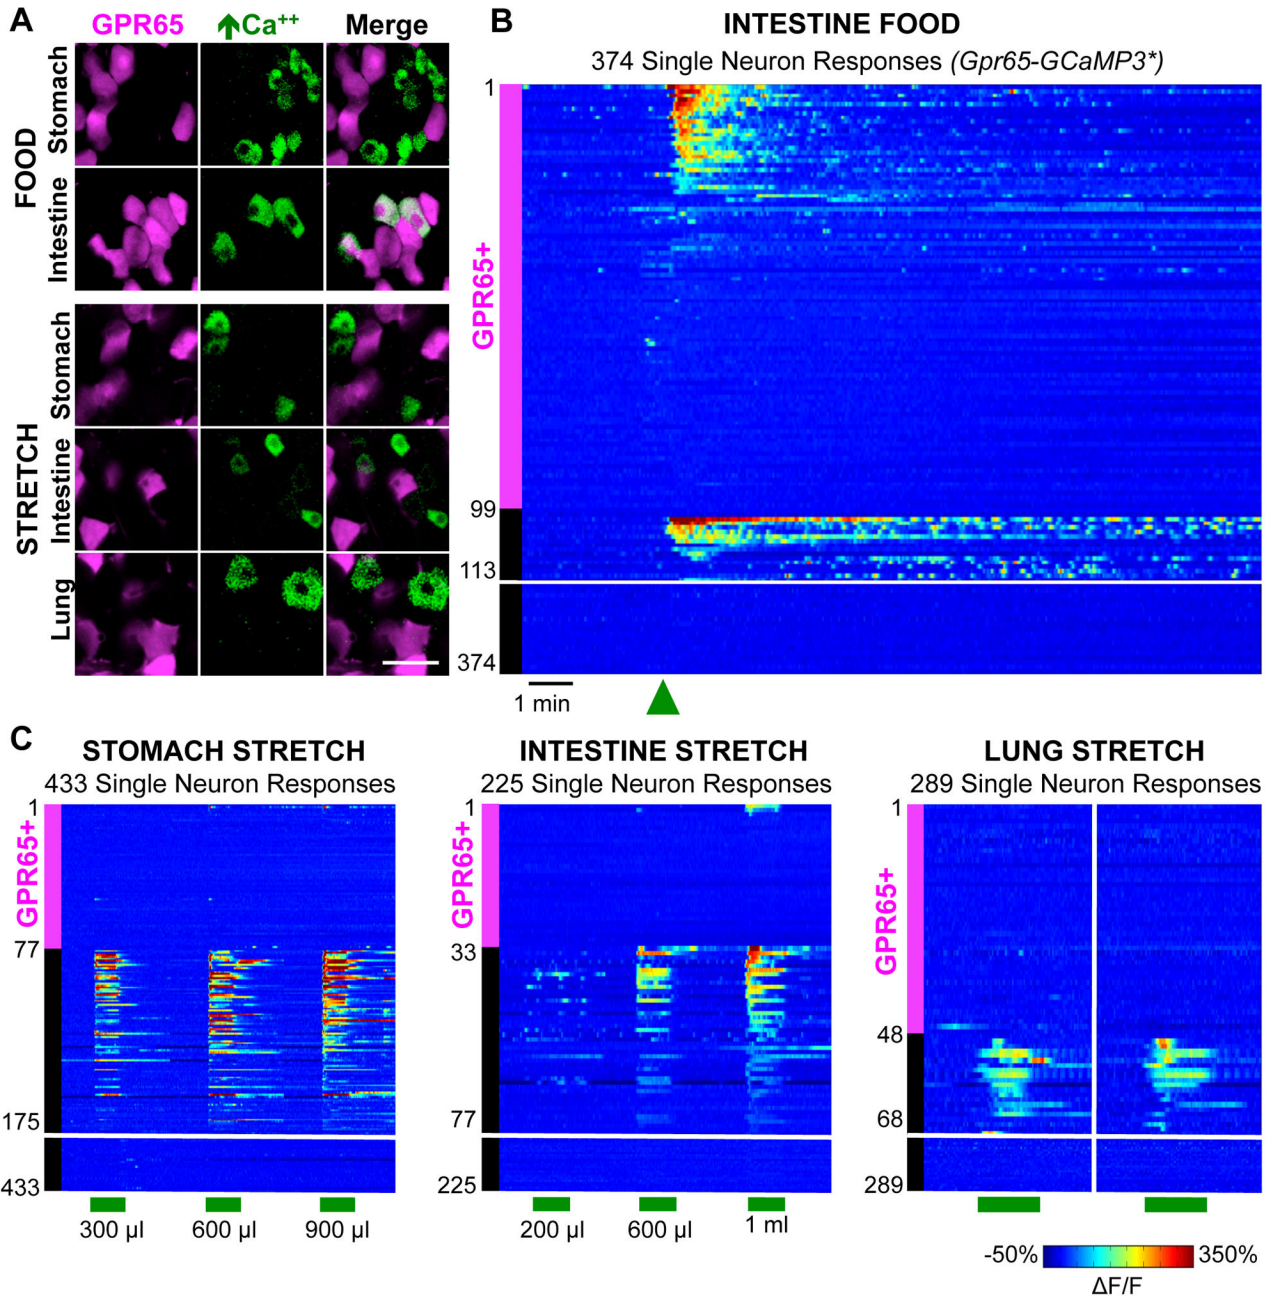 A
GPR65
↑Ca⁺⁺
Merge
FOOD
Stomach
Intestine
STRETCH
Stomach
Intestine
Lung
B
INTESTINE FOOD
374 Single Neuron Responses (Gpr65-GCaMP3*)
GPR65+
1
99
113
374
1 min
C
STOMACH STRETCH
433 Single Neuron Responses
GPR65+
1
77
175
433
300 µl
600 µl
900 µl
INTESTINE STRETCH
225 Single Neuron Responses
GPR65+
1
33
77
225
200 µl
600 µl
1 ml
LUNG STRETCH
289 Single Neuron Responses
GPR65+
1
48
68
289
-50%
350%
ΔF/F